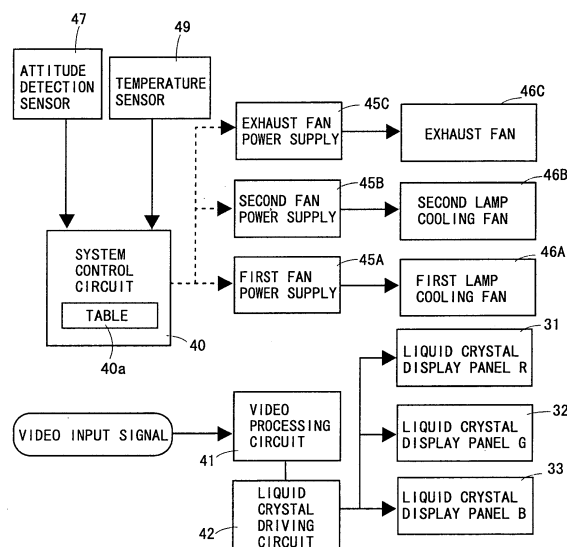 47
49
ATTITUDE
DETECTION
SENSOR
TEMPERATURE
SENSOR
45C
46C
EXHAUST FAN
POWER SUPPLY
EXHAUST FAN
45B
46B
SECOND FAN
POWER SUPPLY
SECOND LAMP
COOLING FAN
45A
46A
SYSTEM
CONTROL
CIRCUIT
TABLE
40a
40
FIRST FAN
POWER SUPPLY
FIRST LAMP
COOLING FAN
31
LIQUID CRYSTAL
DISPLAY PANEL R
VIDEO INPUT SIGNAL
VIDEO
PROCESSING
CIRCUIT
41
32
LIQUID CRYSTAL
DISPLAY PANEL G
33
LIQUID CRYSTAL
DISPLAY PANEL B
42
LIQUID
CRYSTAL
DRIVING
CIRCUIT